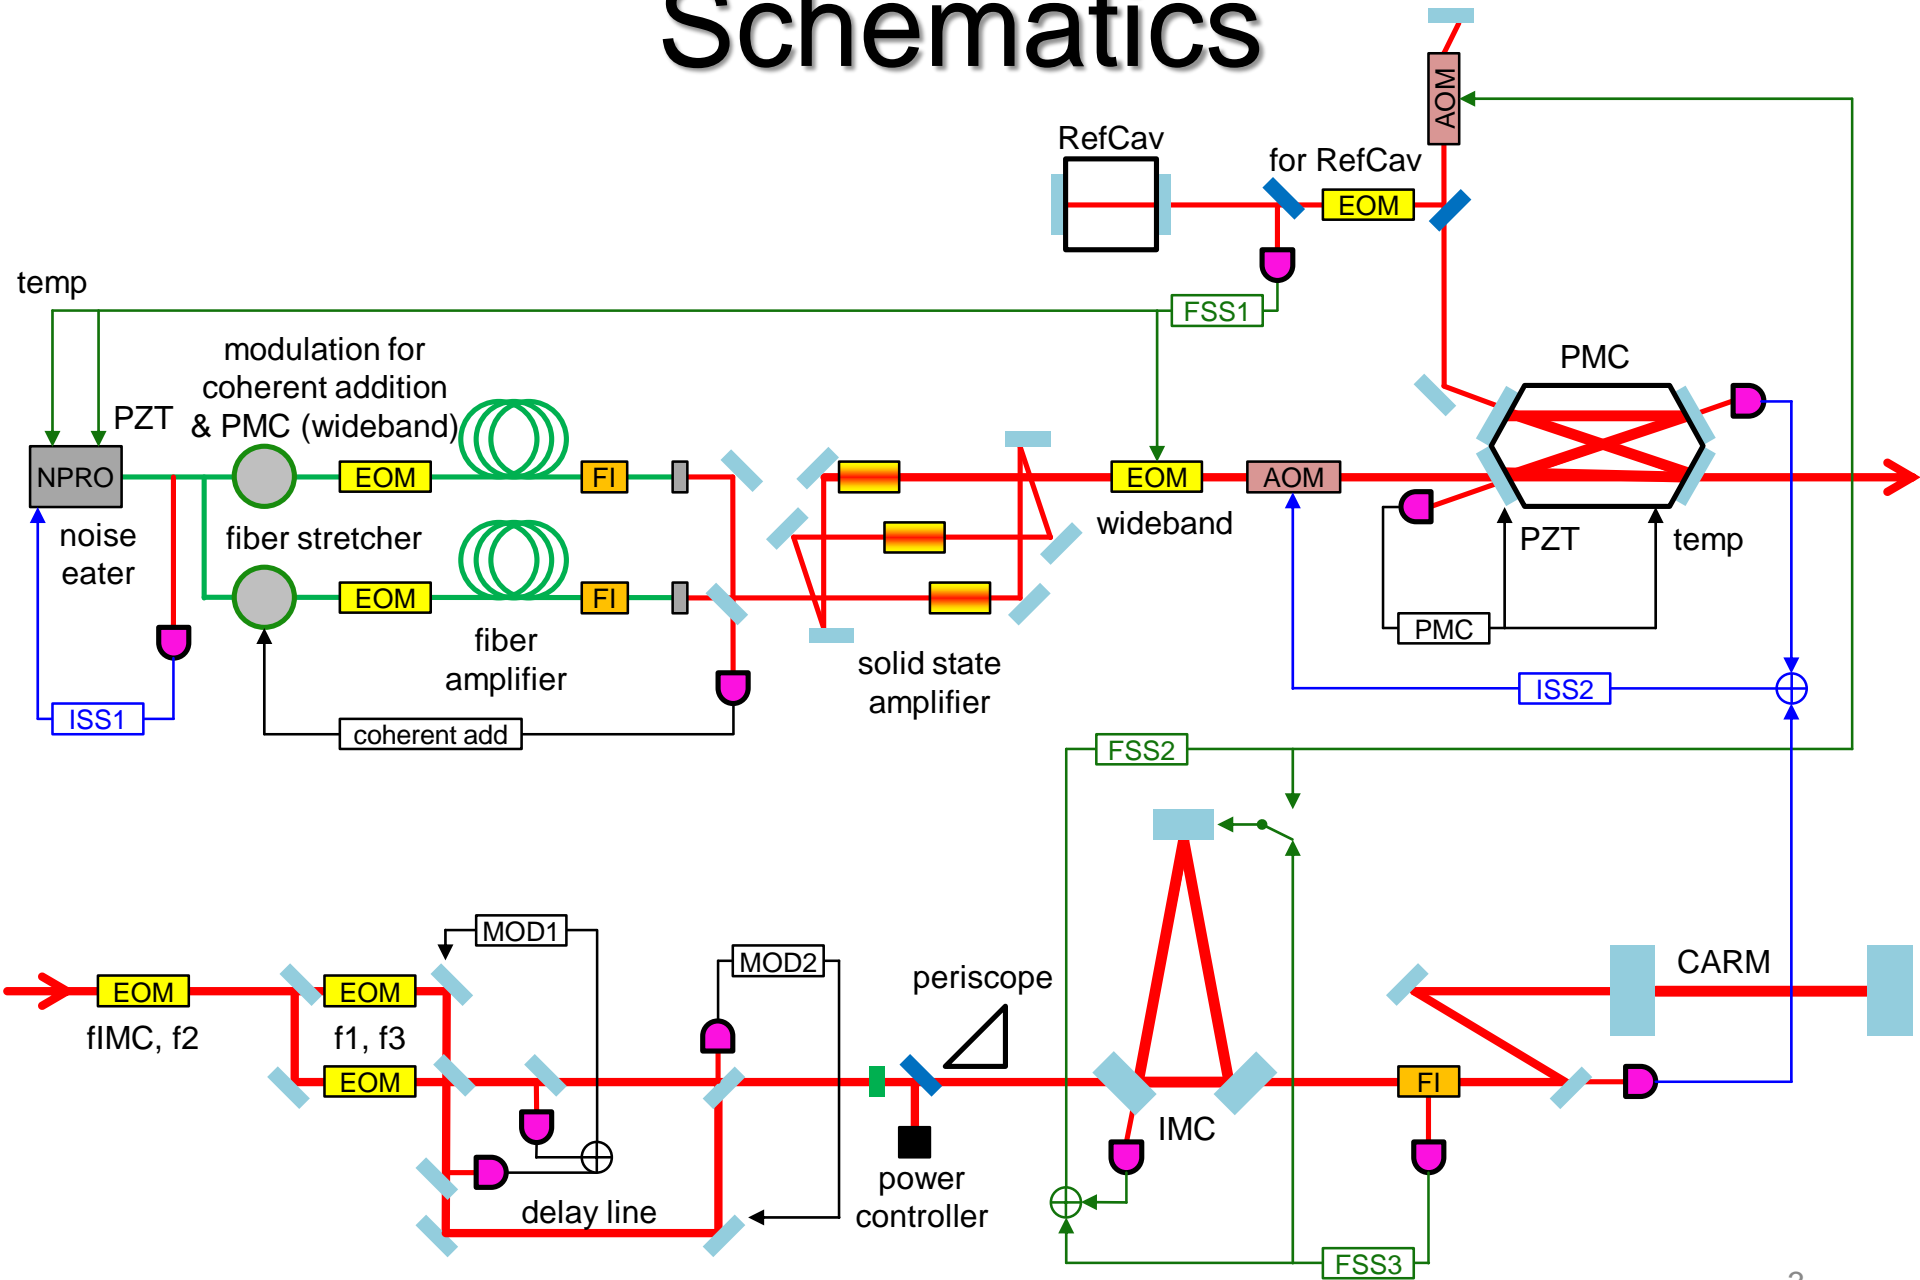 Schematics
AOM
RefCav
for RefCav
EOM
temp
FSS1
modulation for
coherent addition
& PMC (wideband)
PZT
PMC
NPRO
EOM
FI
EOM
AOM
wideband
noise
eater
fiber stretcher
PZT
temp
EOM
FI
PMC
fiber
amplifier
solid state
amplifier
ISS1
coherent add
ISS2
FSS2
MOD1
MOD2
periscope
CARM
EOM
EOM
fIMC, f2
f1, f3
EOM
FI
IMC
power
controller
delay line
FSS3